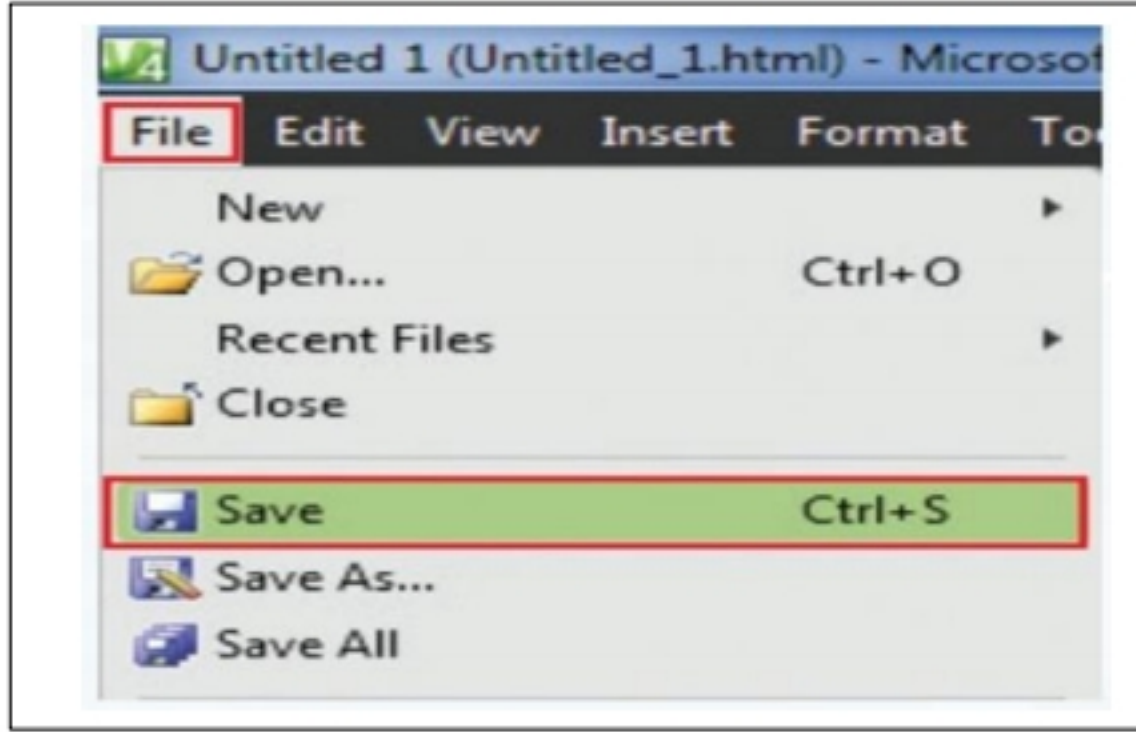 Untitled 1 (Untitled_1.html) - Microsof
File Edit View Insert Format To
New
Open... Ctrl+O
Recent Files
Close
Save Ctrl+S
Save As...
Save All